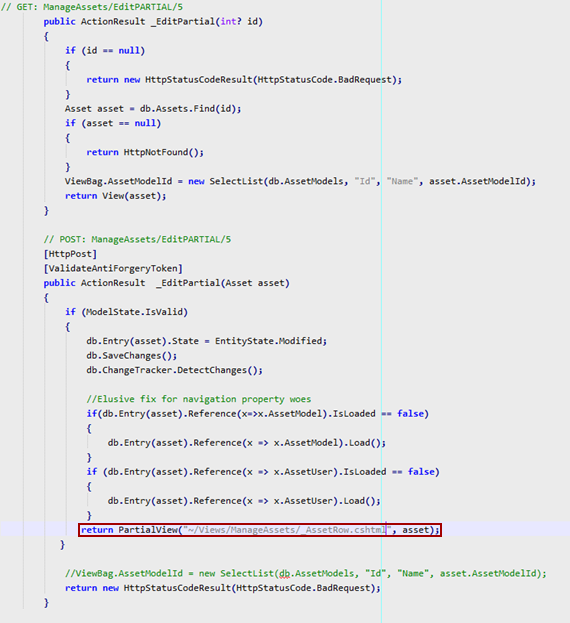 // GET: ManageAssets/EditPARTIAL/5
public ActionResult _EditPartial(int? id)
{
if (id == null)
{
return new HttpStatusCodeResult(HttpStatusCode.BadRequest);
}
Asset asset = db.Assets.Find(id);
if (asset == null)
{
return HttpNotFound();
}
ViewBag.AssetModelId = new SelectList(db.AssetModels, "Id", "Name", asset.AssetModelId);
return View(asset);
}
// POST: ManageAssets/EditPARTIAL/5
[HttpPost]
[ValidateAntiForgeryToken]
public ActionResult  _EditPartial(Asset asset)
{
if (ModelState.IsValid)
{
db.Entry(asset).State = EntityState.Modified;
db.SaveChanges();
db.ChangeTracker.DetectChanges();
//Elusive fix for navigation property woes
if(db.Entry(asset).Reference(x=>x.AssetModel).IsLoaded == false)
{
db.Entry(asset).Reference(x => x.AssetModel).Load();
}
if (db.Entry(asset).Reference(x => x.AssetUser).IsLoaded == false)
{
db.Entry(asset).Reference(x => x.AssetUser).Load();
}
return PartialView("~/Views/ManageAssets/_AssetRow.cshtml", asset);
}
//ViewBag.AssetModelId = new SelectList(db.AssetModels, "Id", "Name", asset.AssetModelId);
return new HttpStatusCodeResult(HttpStatusCode.BadRequest);
}